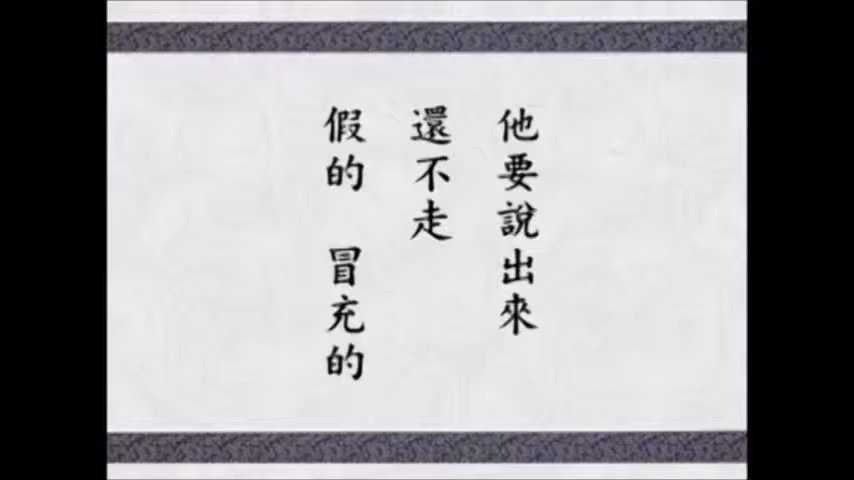 他要說出來
還不走
假的　冒充的